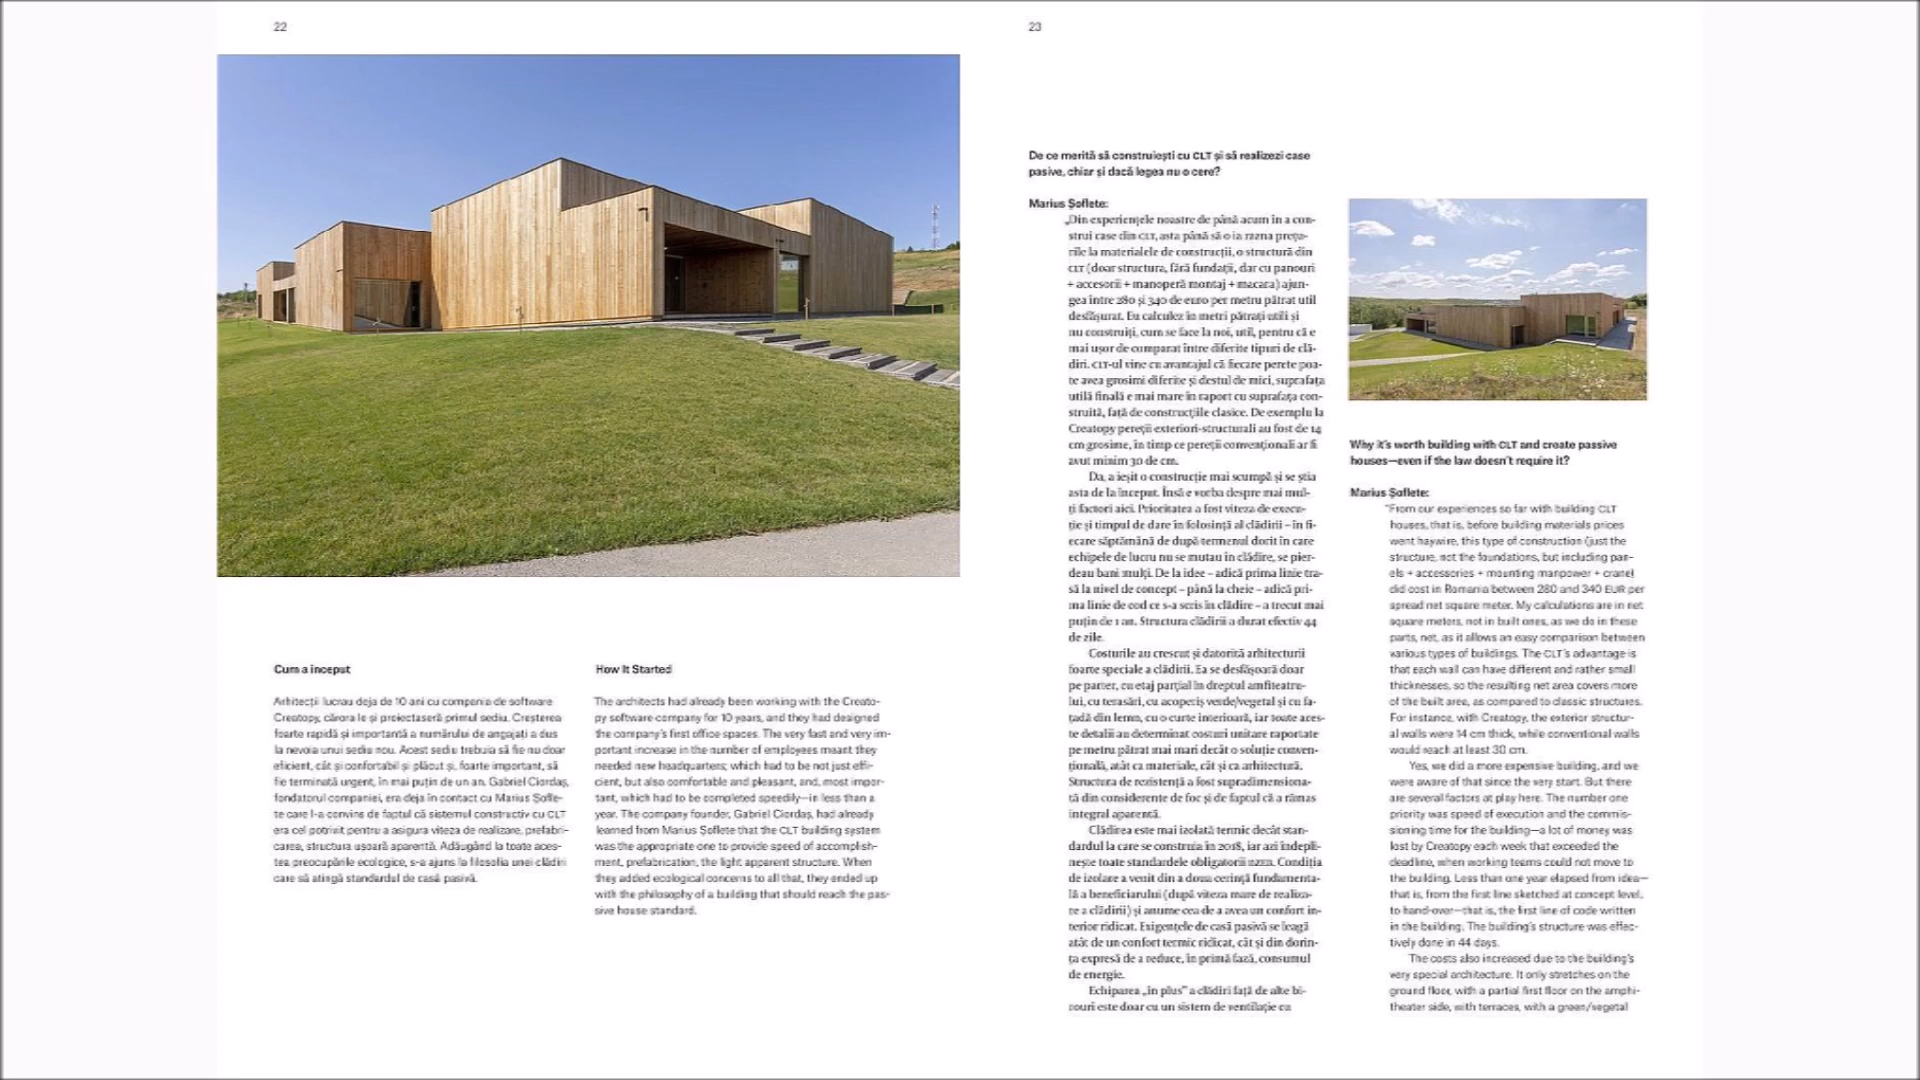 22
Cum a început
Arhitecții lucrau deja de 10 ani cu compania de software
Creatopy, cărora le și proiectaseră primul sediu. Creșterea
foarte rapidă și importantă a numărului de angajați a dus
la nevoia unui sediu nou. Acest sediu trebuia să fie nu doar
eficient, cât și confortabil și plăcut și, foarte important, să
fie terminată urgent, în mai puțin de un an. Gabriel Ciordaș,
fondatorul companiei, era deja în contact cu Marius Șofle-
te care l-a convins de faptul că sistemul constructiv cu CLT
era cel potrivit pentru a asigura viteza de realizare, prefabri-
carea, structura ușoară aparentă. Adăugând la toate aces-
tea preocupările ecologice, s-a ajuns la filosofia unei clădiri
care să atingă standardul de casă pasivă.
How It Started
The architects had already been working with the Creato-
py software company for 10 years, and they had designed
the company's first office spaces. The very fast and very im-
portant increase in the number of employees meant they
needed new headquarters; which had to be not just effi-
cient, but also comfortable and pleasant, and, most impor-
tant, which had to be completed speedily—in less than a
year. The company founder, Gabriel Ciordaș, had already
learned from Marius Șoflete that the CLT building system
was the appropriate one to provide speed of accomplish-
ment, prefabrication, the light apparent structure. When
they added ecological concerns to all that, they ended up
with the philosophy of a building that should reach the pas-
sive house standard.
23
De ce merită să construiești cu CLT și să realizezi case
pasive, chiar și dacă legea nu o cere?
Marius Șoflete:
„Din experiențele noastre de până acum în a con-
strui case din CLT, asta până să o ia razna prețu-
rile la materialele de construcții, o structură din
CLT (doar structura, fără fundații, dar cu panouri
+ accesorii + manoperă montaj + macara) ajun-
gea între 280 și 340 de euro per metru pătrat util
desfășurat. Eu calculez în metri pătrați utili și
nu construiți, cum se face la noi, util, pentru că e
mai ușor de comparat între diferite tipuri de clă-
diri. CLT-ul vine cu avantajul că fiecare perete poa-
te avea grosimi diferite și destul de mici, suprafața
utilă finală e mai mare în raport cu suprafața con-
struită, față de construcțiile clasice. De exemplu la
Creatopy pereții exteriori-structurali au fost de 14
cm grosime, în timp ce pereții convenționali ar fi
avut minim 30 de cm.
Da, a ieșit o construcție mai scumpă și se știa
asta de la început. Însă e vorba despre mai mul-
ți factori aici. Prioritatea a fost viteza de execu-
ție și timpul de dare în folosință al clădirii – în fi-
ecare săptămână de după termenul dorit în care
echipele de lucru nu se mutau în clădire, se pier-
deau bani mulți. De la idee – adică prima linie tra-
să la nivel de concept – până la cheie – adică pri-
ma linie de cod ce s-a scris în clădire – a trecut mai
puțin de 1 an. Structura clădirii a durat efectiv 44
de zile.
Costurile au crescut și datorită arhitecturii
foarte speciale a clădirii. Ea se desfășoară doar
pe parter, cu etaj parțial în dreptul amfiteatru-
lui, cu terasări, cu acoperiș verde/vegetal și cu fa-
țadă din lemn, cu o curte interioară, iar toate aces-
te detalii au determinat costuri unitare raportate
pe metru pătrat mai mari decât o soluție conven-
țională, atât ca materiale, cât și ca arhitectură.
Structura de rezistență a fost supradimensiona-
tă din considerente de foc și de faptul că a rămas
integral aparentă.
Clădirea este mai izolată termic decât stan-
dardul la care se construia în 2018, iar azi îndepli-
nește toate standardele obligatorii NZEB. Condiția
de izolare a venit din a doua cerință fundamenta-
lă a beneficiarului (după viteza mare de realiza-
re a clădirii) și anume cea de a avea un confort in-
terior ridicat. Exigențele de casă pasivă se leagă
atât de un confort termic ridicat, cât și din dorin-
ța expresă de a reduce, în primă fază, consumul
de energie.
Echiparea „în plus” a clădirii față de alte bi-
rouri este doar cu un sistem de ventilație cu
Why it's worth building with CLT and create passive
houses—even if the law doesn't require it?
Marius Șoflete:
“From our experiences so far with building CLT
houses, that is, before building materials prices
went haywire, this type of construction (just the
structure, not the foundations, but including pan-
els + accessories + mounting manpower + crane)
did cost in Romania between 280 and 340 EUR per
spread net square meter. My calculations are in net
square meters, not in built ones, as we do in these
parts, net, as it allows an easy comparison between
various types of buildings. The CLT's advantage is
that each wall can have different and rather small
thicknesses, so the resulting net area covers more
of the built area, as compared to classic structures.
For instance, with Creatopy, the exterior structur-
al walls were 14 cm thick, while conventional walls
would reach at least 30 cm.
Yes, we did a more expensive building, and we
were aware of that since the very start. But there
are several factors at play here. The number one
priority was speed of execution and the commis-
sioning time for the building—a lot of money was
lost by Creatopy each week that exceeded the
deadline, when working teams could not move to
the building. Less than one year elapsed from idea—
that is, from the first line sketched at concept level,
to hand-over—that is, the first line of code written
in the building. The building's structure was effec-
tively done in 44 days.
The costs also increased due to the building's
very special architecture. It only stretches on the
ground floor, with a partial first floor on the amphi-
theater side, with terraces, with a green/vegetal